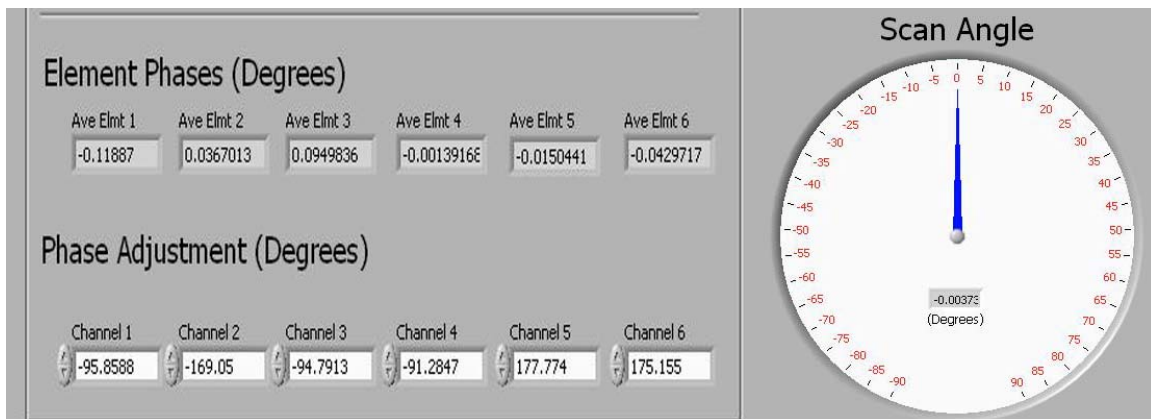 Scan Angle
Element Phases (Degrees)
Ave Elmt 1 Ave Elmt 2 Ave Elmt 3 Ave Elmt 4 Ave Elmt 5 Ave Elmt 6
-0.11887 0.0367013 0.0949836 -0.00139168 -0.0150441 -0.0429717
Phase Adjustment (Degrees)
Channel 1 Channel 2 Channel 3 Channel 4 Channel 5 Channel 6
-95.8588 -169.05 -94.7913 -91.2847 177.774 175.155
-5 0 5
-10 10
-15 15
-20 20
-25 25
-30 30
-35 35
-40 40
-45 45
-50 50
-55 55
-60 60
-65 65
-70 70
-75 75
-80 80
-85 85
-90 90
-0.00373
(Degrees)